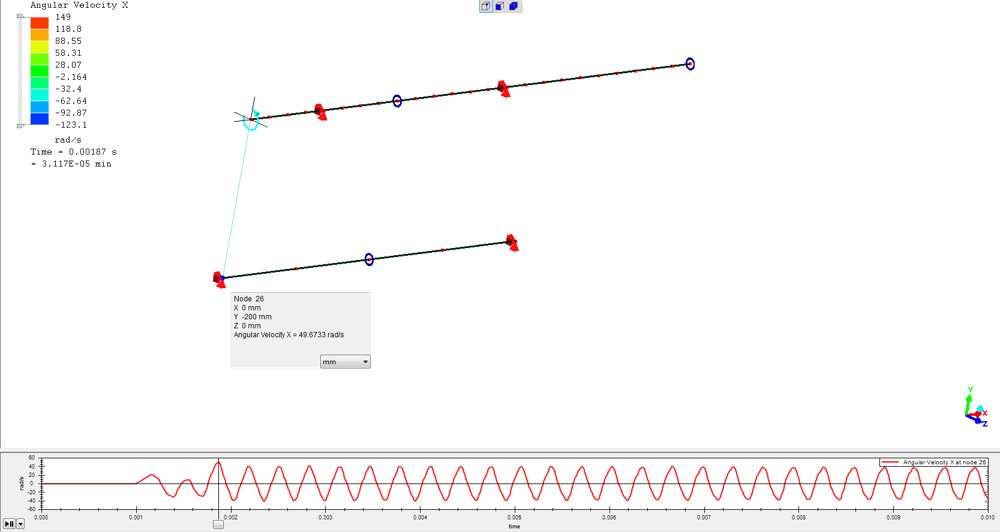 Angular Velocity X
149
118.8
88.55
58.31
28.07
-2.164
-32.4
-62.64
-92.87
-123.1
rad/s
Time = 0.00187 s
= 3.117E-05 min
Node 26
X 0 mm
Y -200 mm
Z 0 mm
Angular Velocity X = 49.6733 rad/s
mm
Y
X
Z
60
40
20
0
-20
-40
-60
rad/s
Angular Velocity X at node 26
0.000 0.001 0.002 0.003 0.004 0.005 0.006 0.007 0.008 0.009 0.010
time